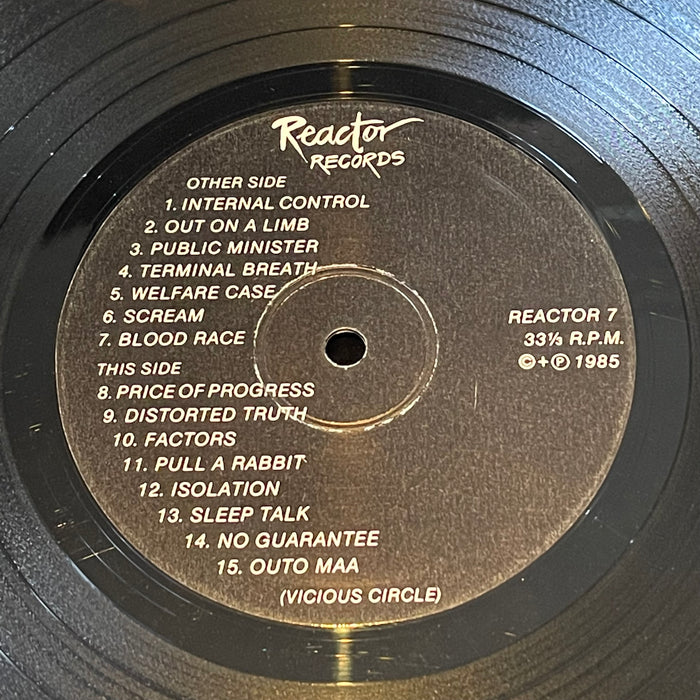 Reactor
RECORDS
OTHER SIDE
1. INTERNAL CONTROL
2. OUT ON A LIMB
3. PUBLIC MINISTER
4. TERMINAL BREATH
5. WELFARE CASE
6. SCREAM
7. BLOOD RACE
THIS SIDE
8. PRICE OF PROGRESS
9. DISTORTED TRUTH
10. FACTORS
11. PULL A RABBIT
12. ISOLATION
13. SLEEP TALK
14. NO GUARANTEE
15. OUTO MAA
(VICIOUS CIRCLE)
REACTOR 7
33⅓ R.P.M.
©+℗ 1985